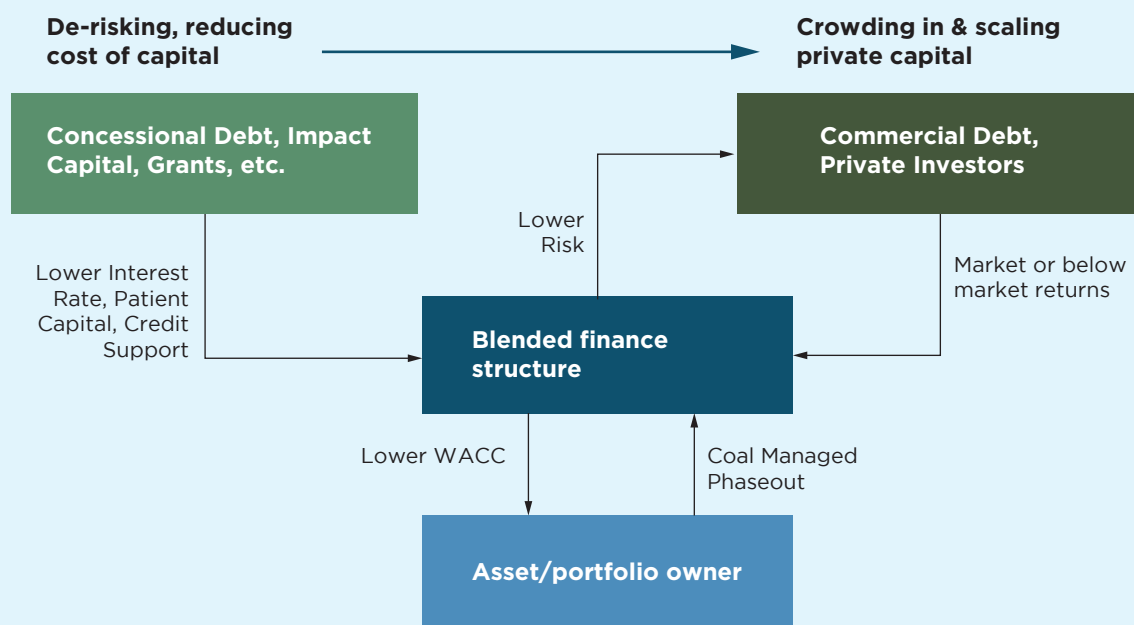 De-risking, reducing
cost of capital
Crowding in & scaling
private capital
Concessional Debt, Impact
Capital, Grants, etc.
Commercial Debt,
Private Investors
Lower
Risk
Lower Interest
Rate, Patient
Capital, Credit
Support
Market or below
market returns
Blended finance
structure
Lower WACC
Coal Managed
Phaseout
Asset/portfolio owner